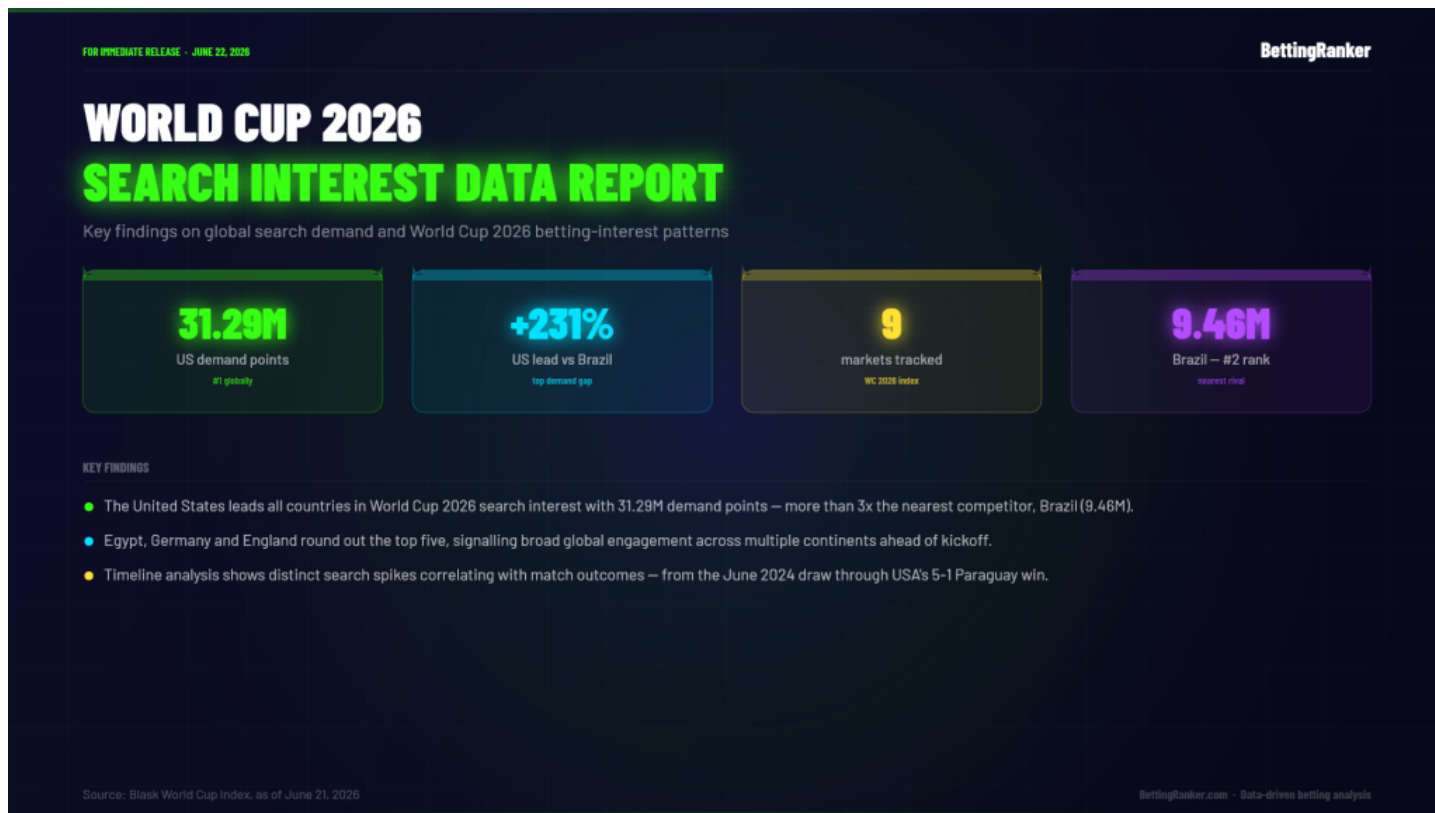 FOR IMMEDIATE RELEASE · JUNE 22, 2026
BettingRanker
WORLD CUP 2026
SEARCH INTEREST DATA REPORT
Key findings on global search demand and World Cup 2026 betting-interest patterns
31.29M
US demand points
#1 globally
+231%
US lead vs Brazil
top demand gap
9
markets tracked
WC 2026 index
9.46M
Brazil — #2 rank
nearest rival
KEY FINDINGS
The United States leads all countries in World Cup 2026 search interest with 31.29M demand points — more than 3x the nearest competitor, Brazil (9.46M).
Egypt, Germany and England round out the top five, signalling broad global engagement across multiple continents ahead of kickoff.
Timeline analysis shows distinct search spikes correlating with match outcomes — from the June 2024 draw through USA's 5-1 Paraguay win.
Source: Blask World Cup Index, as of June 21, 2026
BettingRanker.com · Data-driven betting analysis